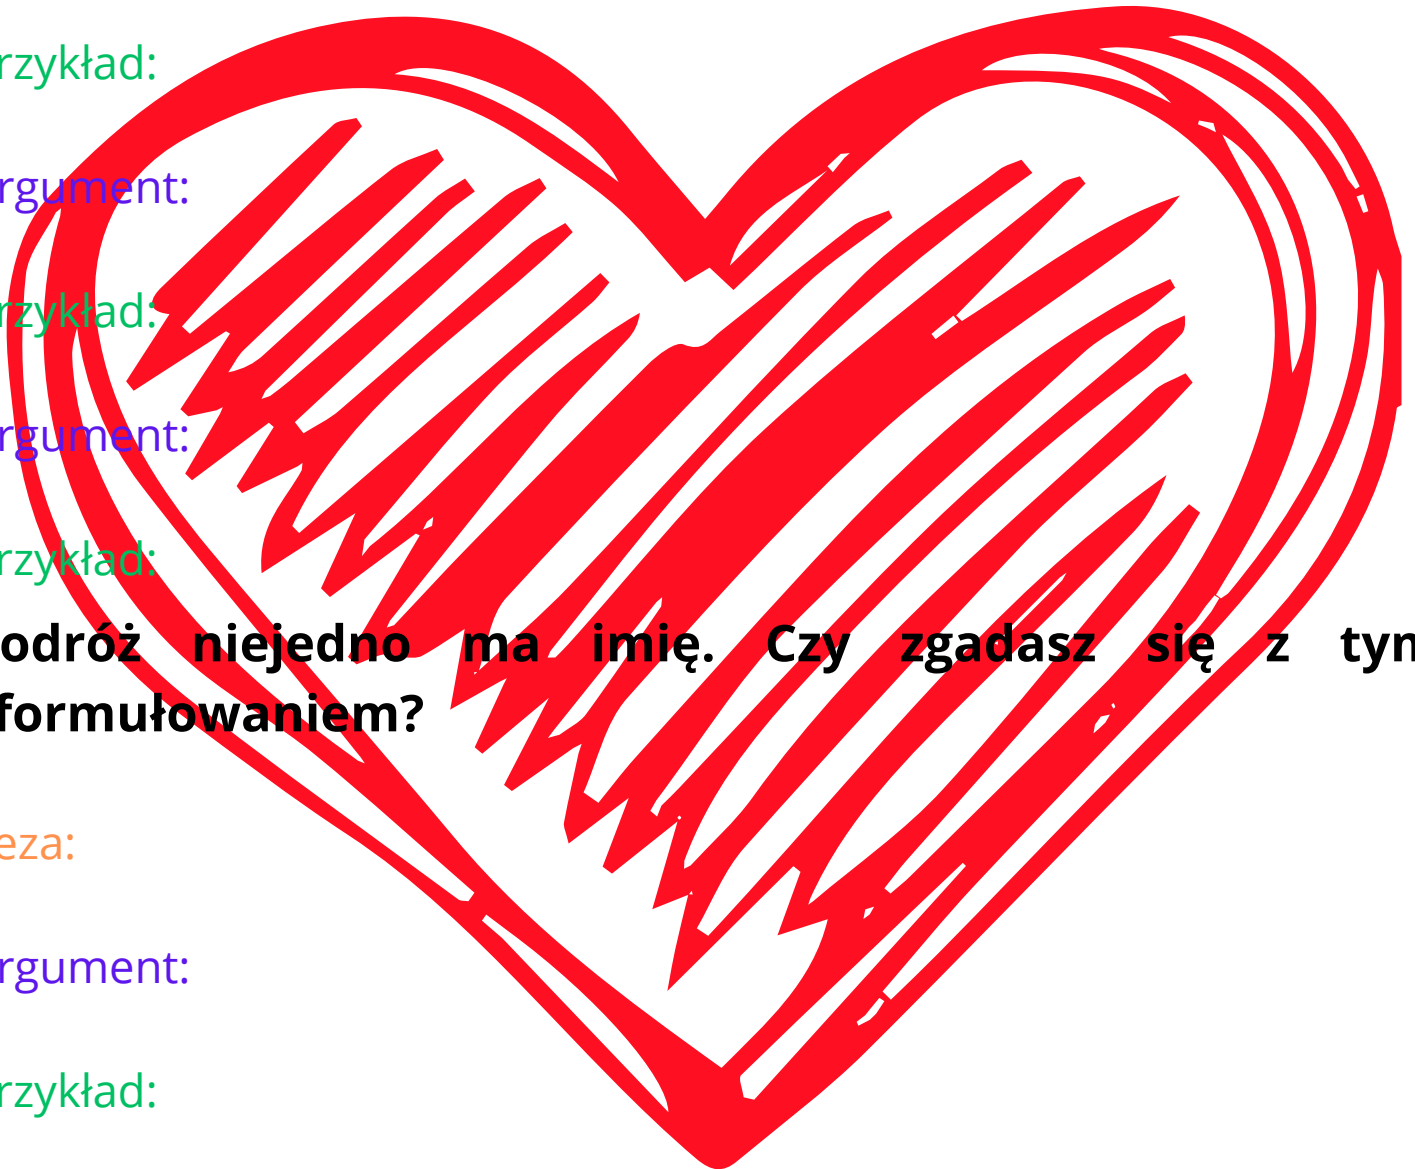 rzykład:
rgument:
rzykład:
rgument:
rzykład:
odróż niejedno ma imię. Czy zgadasz się z tym
formułowaniem?
eza:
rgument:
rzykład: